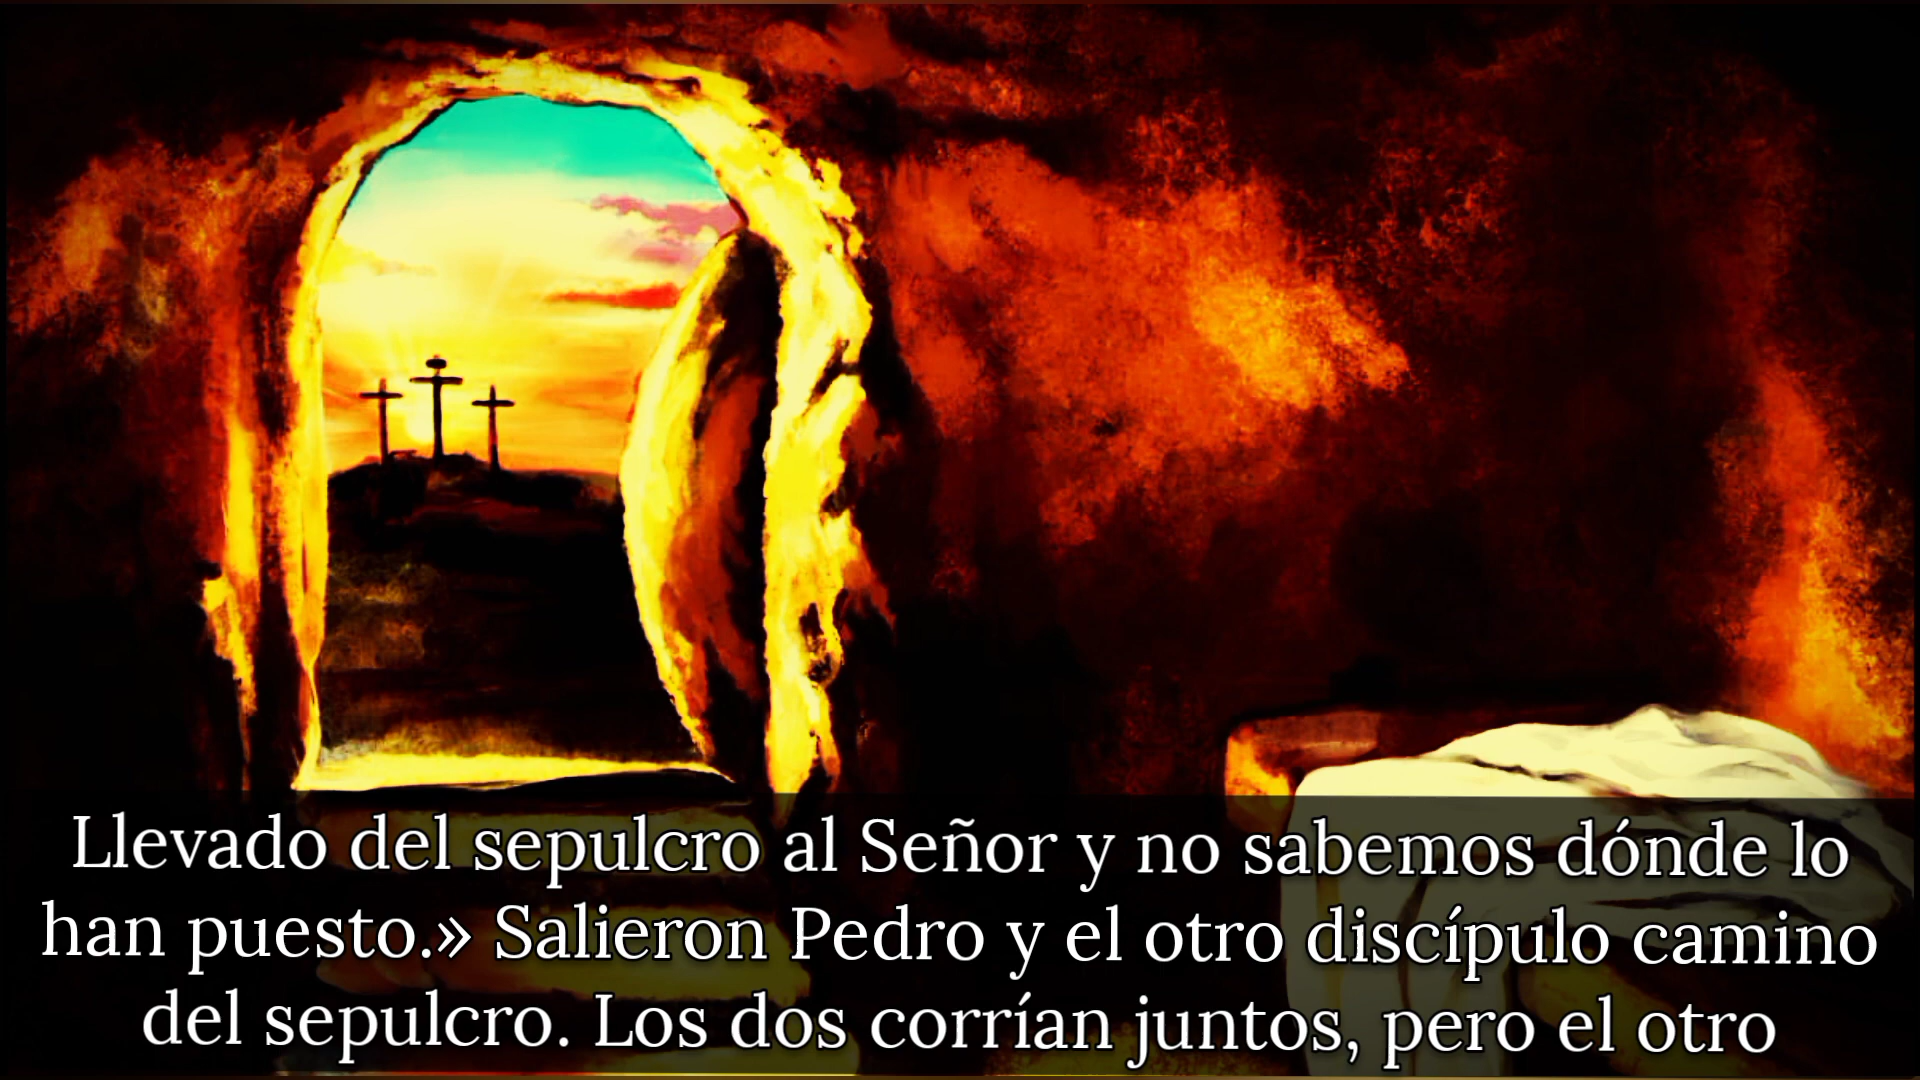 Llevado del sepulcro al Señor y no sabemos dónde lo
han puesto.» Salieron Pedro y el otro discípulo camino
del sepulcro. Los dos corrían juntos, pero el otro